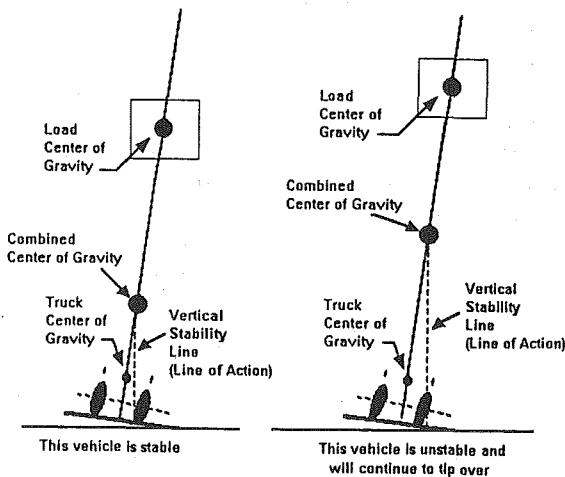 Load
Center of
Gravity
Combined
Center of Gravity
Truck
Center of
Gravity
Vertical
Stability
Line
(Line of Action)
This vehicle is stable
Load
Center of
Gravity
Combined
Center of Gravity
Truck
Center of
Gravity
Vertical
Stability
Line
(Line of Action)
This vehicle is unstable and
will continue to tip over